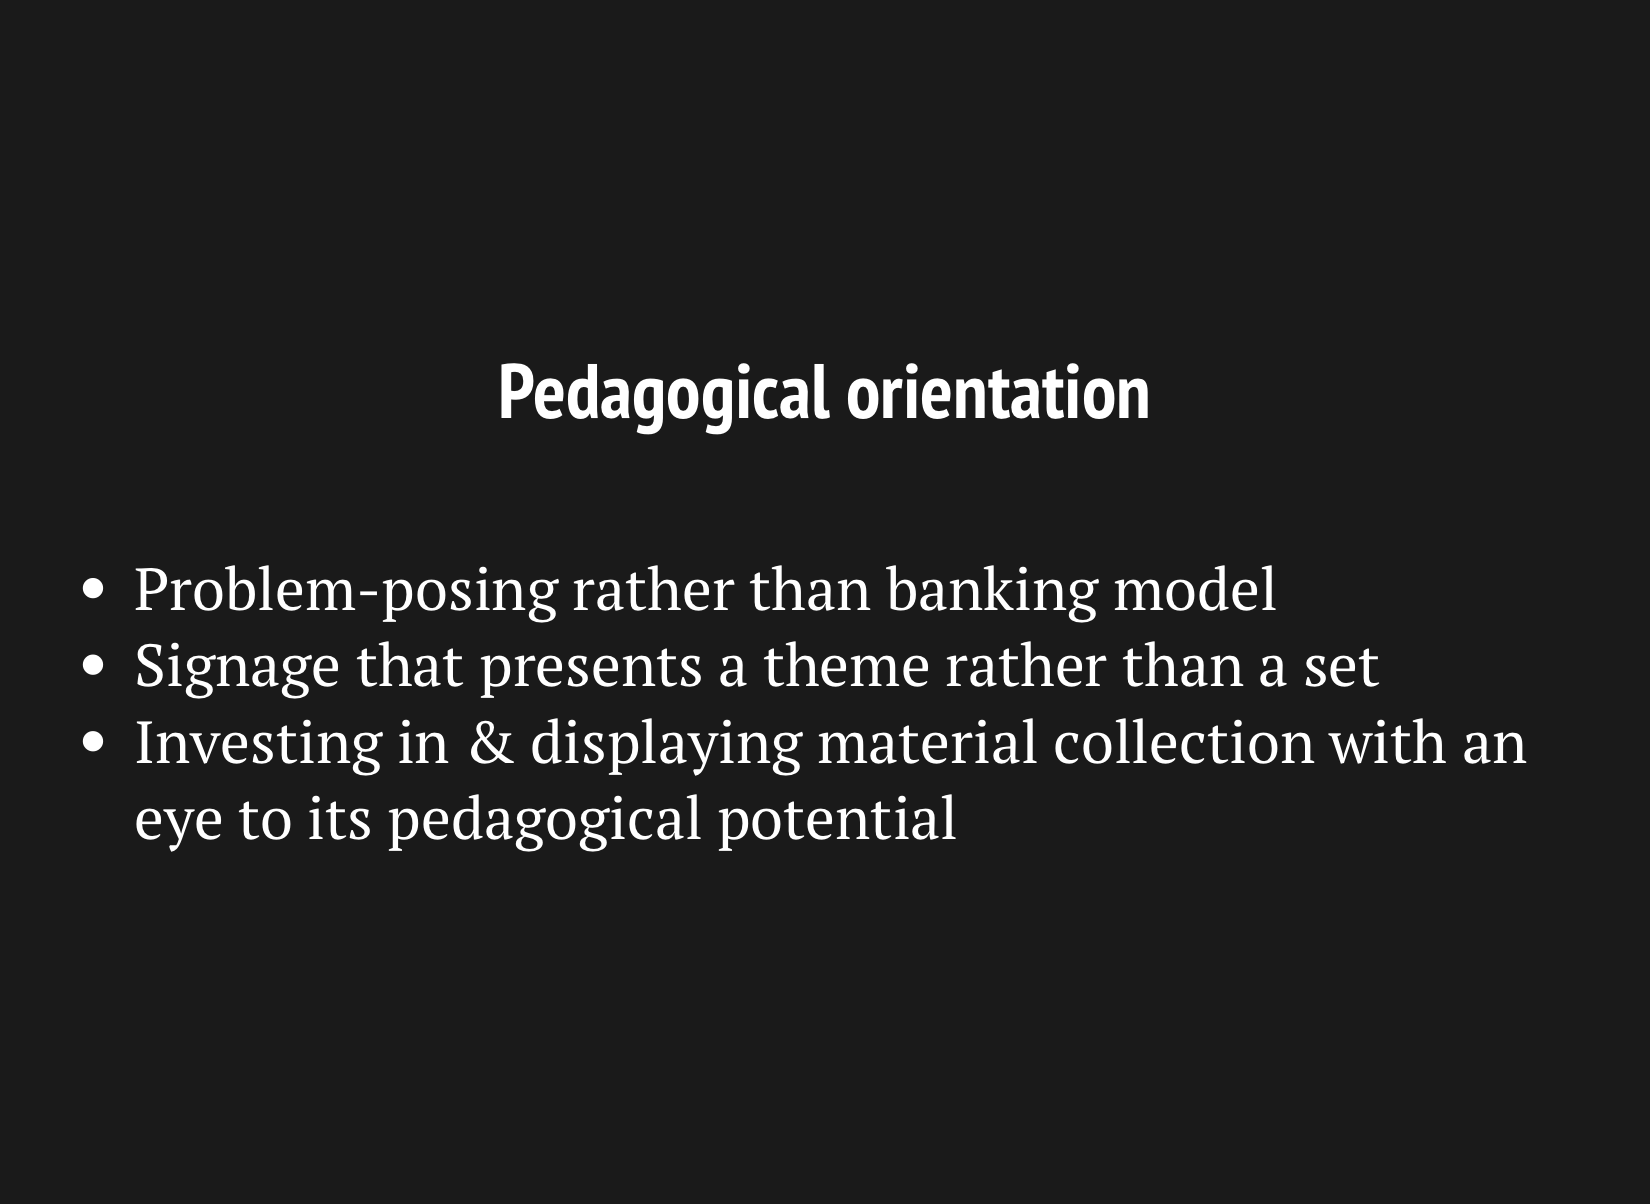 Pedagogical orientation
• Problem-posing rather than banking model
• Signage that presents a theme rather than a set
• Investing in & displaying material collection with an
eye to its pedagogical potential